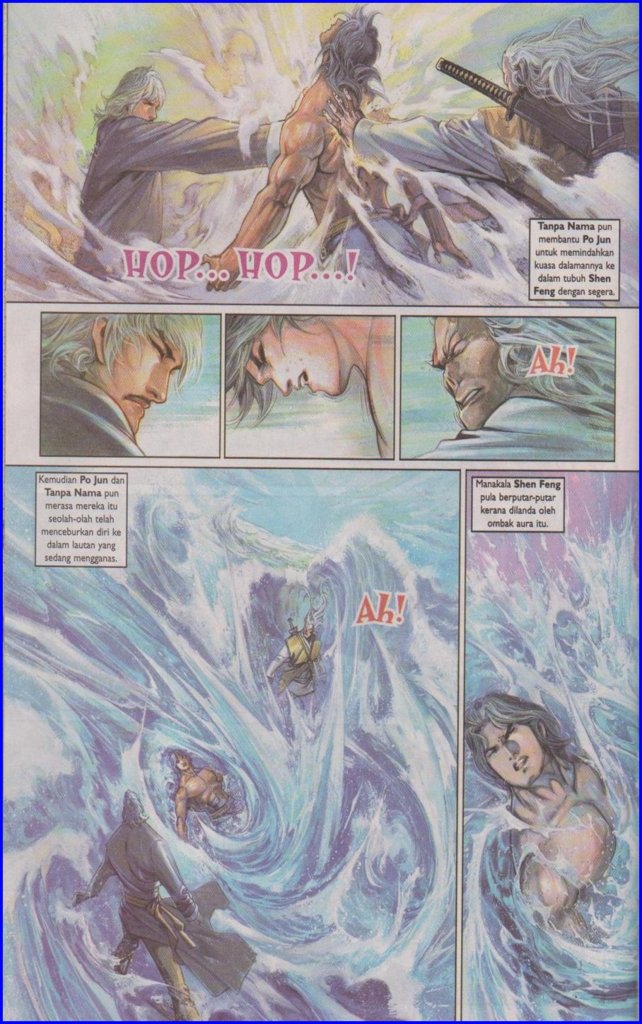 HOP... HOP...!
Tanpa Nama pun
membantu Po Jun
untuk memindahkan
kuasa dalamannya ke
dalam tubuh Shen
Feng dengan segera.
Ah!
Kemudian Po Jun dan
Tanpa Nama pun
merasa mereka itu
seolah-olah telah
menceburkan diri ke
dalam lautan yang
sedang mengganas.
Ah!
Manakala Shen Feng
pula berputar-putar
kerana dilanda oleh
ombak aura itu.